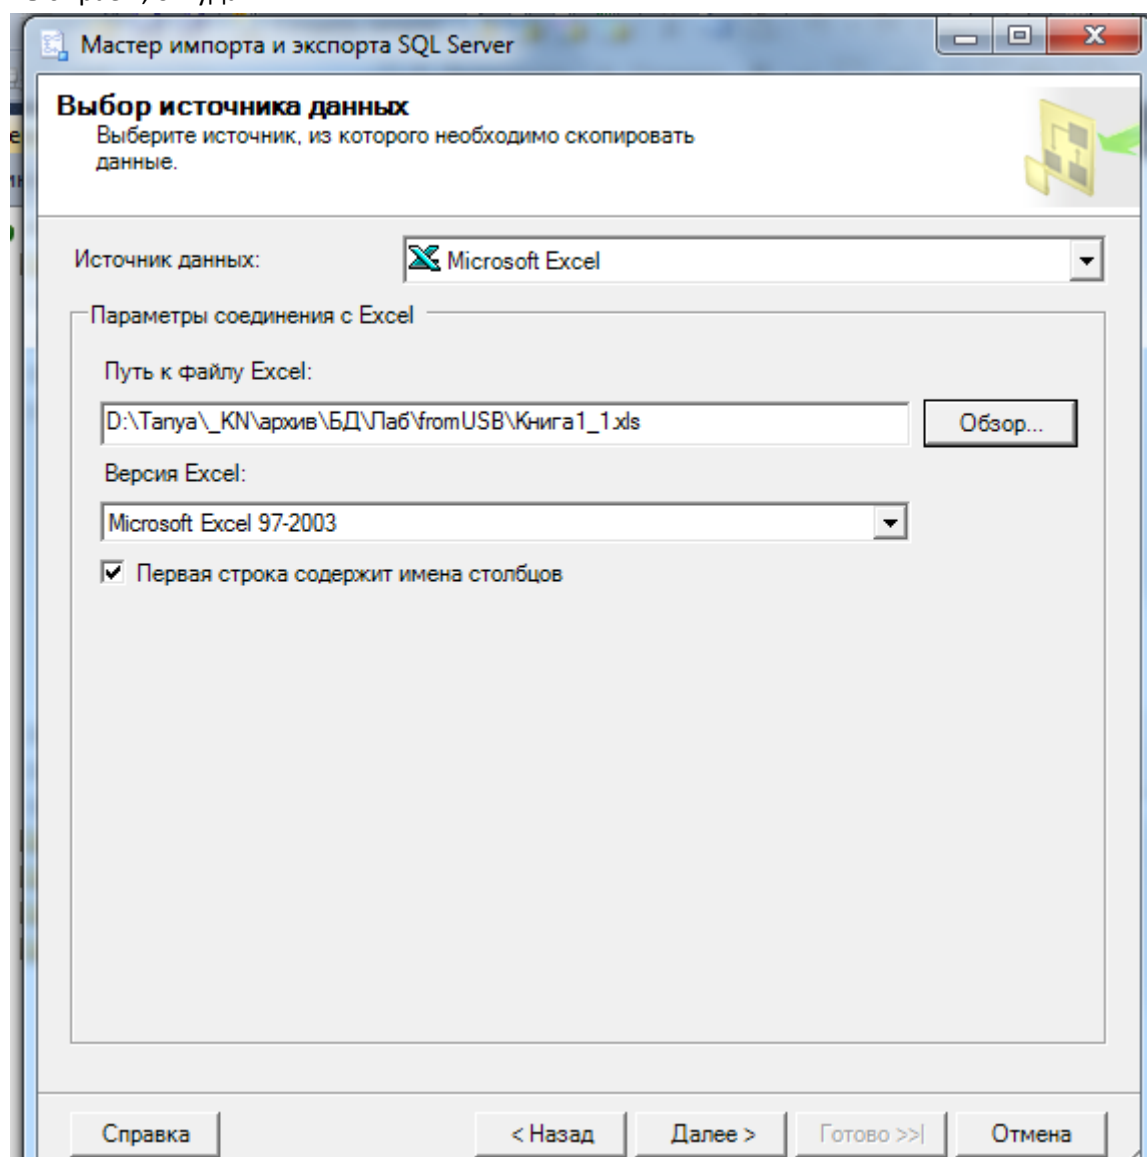 Мастер импорта и экспорта SQL Server
Выбор источника данных
Выберите источник, из которого необходимо скопировать
данные.
Источник данных:
Microsoft Excel
Параметры соединения с Excel
Путь к файлу Excel:
D:\Tanya\_KN\архив\БД\Лаб\fromUSB\Книга1_1.xls
Обзор...
Версия Excel:
Microsoft Excel 97-2003
Первая строка содержит имена столбцов
Справка
< Назад
Далее >
Готово >>|
Отмена